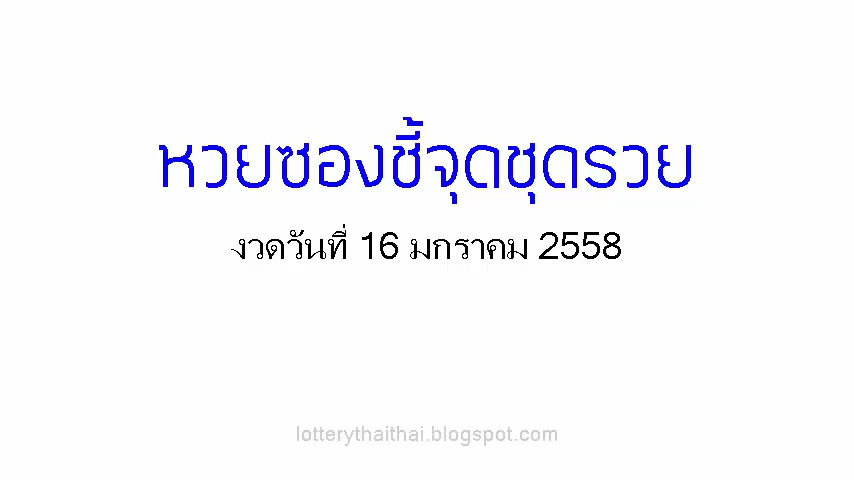 หวยซองชี้จุดชุดรวย
งวดวันที่ 16 มกราคม 2558
lotterythaithai.blogspot.com